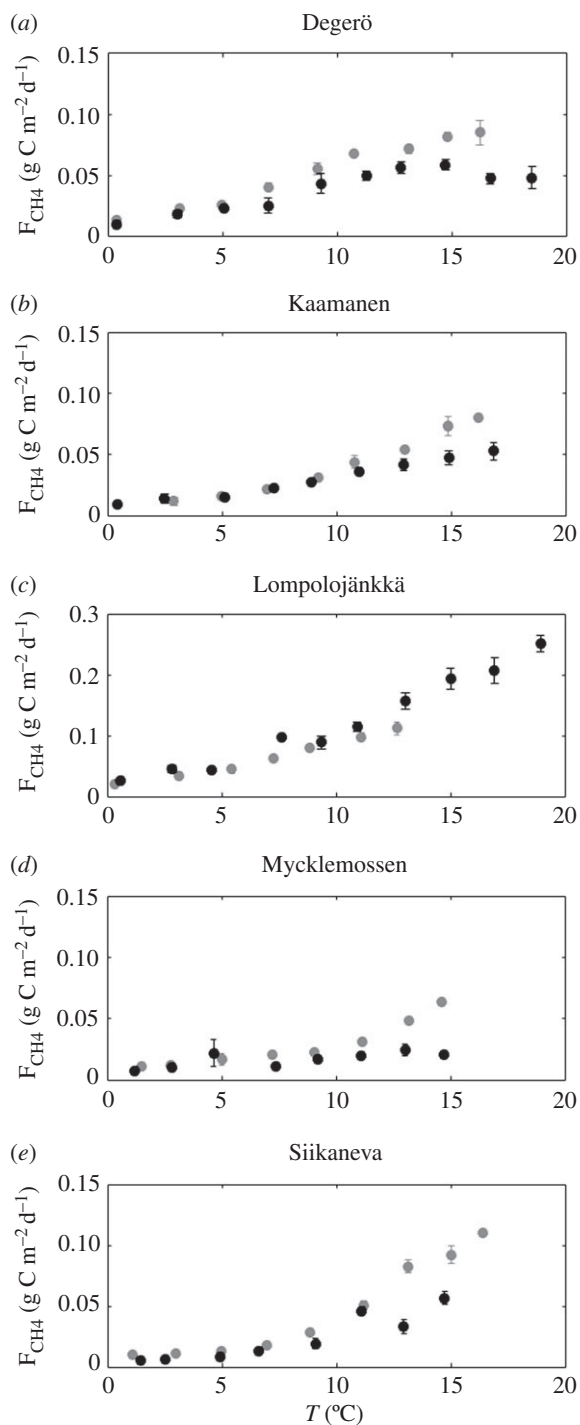 (a) Degerö
0.15
0.10
0.05
0
F_CH4 (g C m⁻² d⁻¹)
0 5 10 15 20
(b) Kaamanen
0.15
0.10
0.05
0
F_CH4 (g C m⁻² d⁻¹)
0 5 10 15 20
(c) Lompolojänkkä
0.3
0.2
0.1
0
F_CH4 (g C m⁻² d⁻¹)
0 5 10 15 20
(d) Mycklemossen
0.15
0.10
0.05
0
F_CH4 (g C m⁻² d⁻¹)
0 5 10 15 20
(e) Siikaneva
0.15
0.10
0.05
0
F_CH4 (g C m⁻² d⁻¹)
0 5 10 15 20
T (ºC)